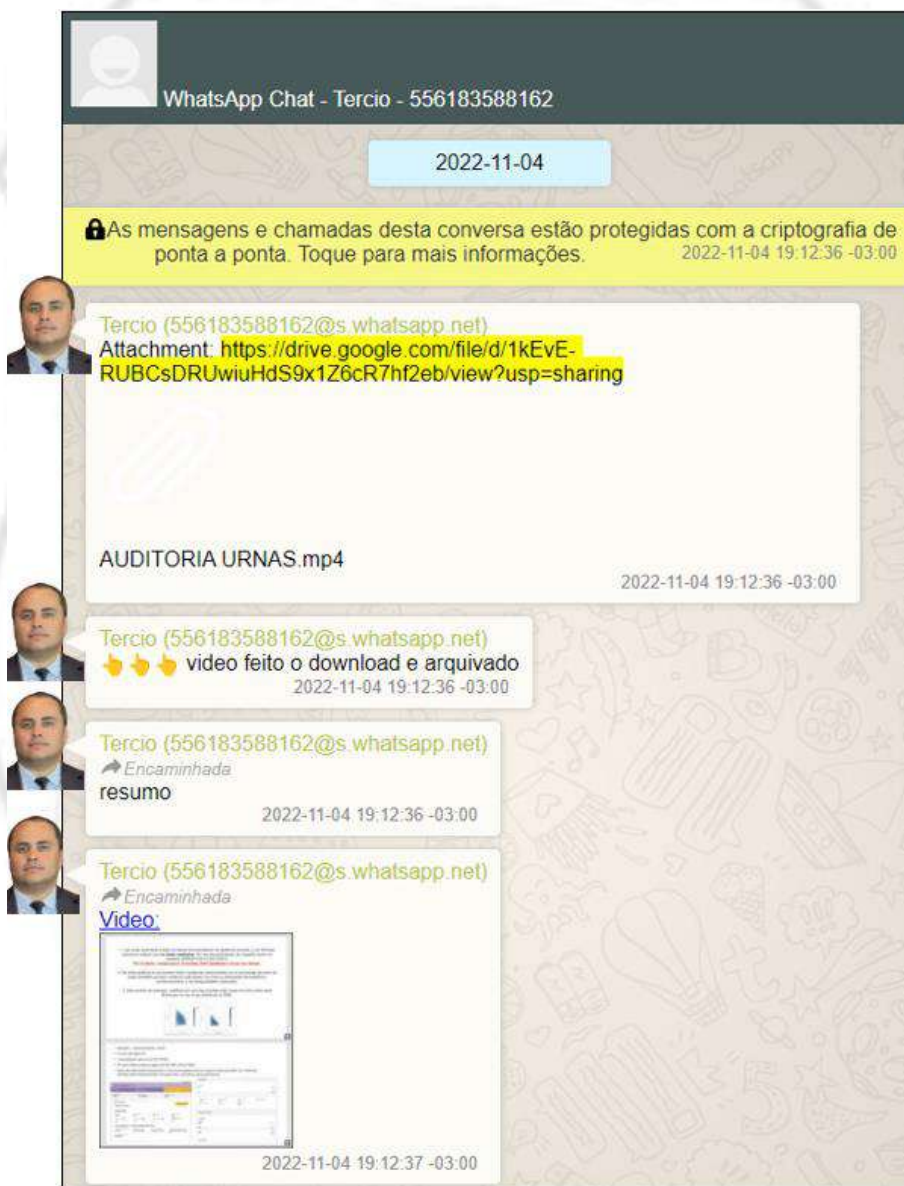 WhatsApp Chat - Tercio - 556183588162
2022-11-04
As mensagens e chamadas desta conversa estão protegidas com a criptografia de
ponta a ponta. Toque para mais informações. 2022-11-04 19:12:36 -03:00
Tercio (556183588162@s.whatsapp.net)
Attachment: https://drive.google.com/file/d/1kEvE-
RUBCsDRUwiuHdS9x1Z6cR7hf2eb/view?usp=sharing
AUDITORIA URNAS.mp4
2022-11-04 19:12:36 -03:00
Tercio (556183588162@s.whatsapp.net)
👆👆👆 video feito o download e arquivado
2022-11-04 19:12:36 -03:00
Tercio (556183588162@s.whatsapp.net)
Encaminhada
resumo
2022-11-04 19:12:36 -03:00
Tercio (556183588162@s.whatsapp.net)
Encaminhada
Video:
2022-11-04 19:12:37 -03:00